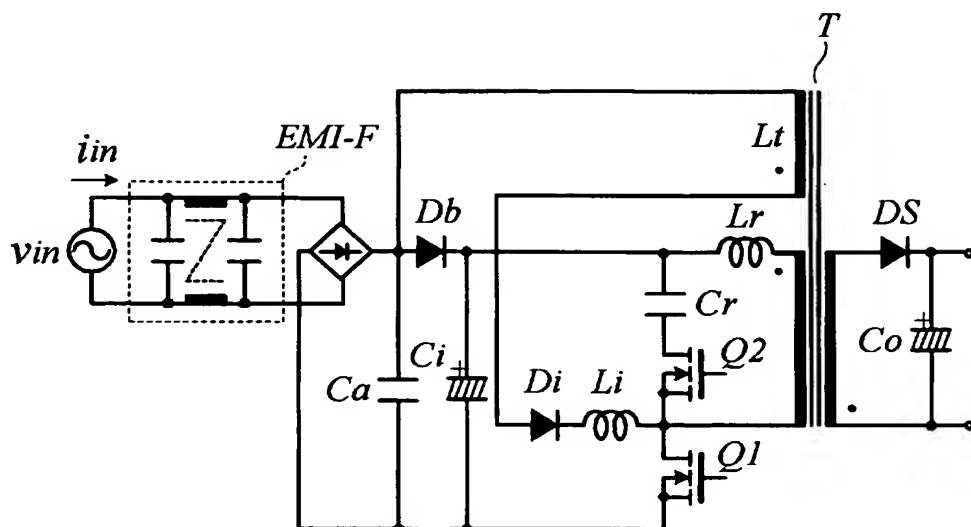 T
EMI-F
iin
Lt
Db
Lr
DS
vin
Cr
Ci
+
Q2
+
Co
Ca
Di
Li
Q1